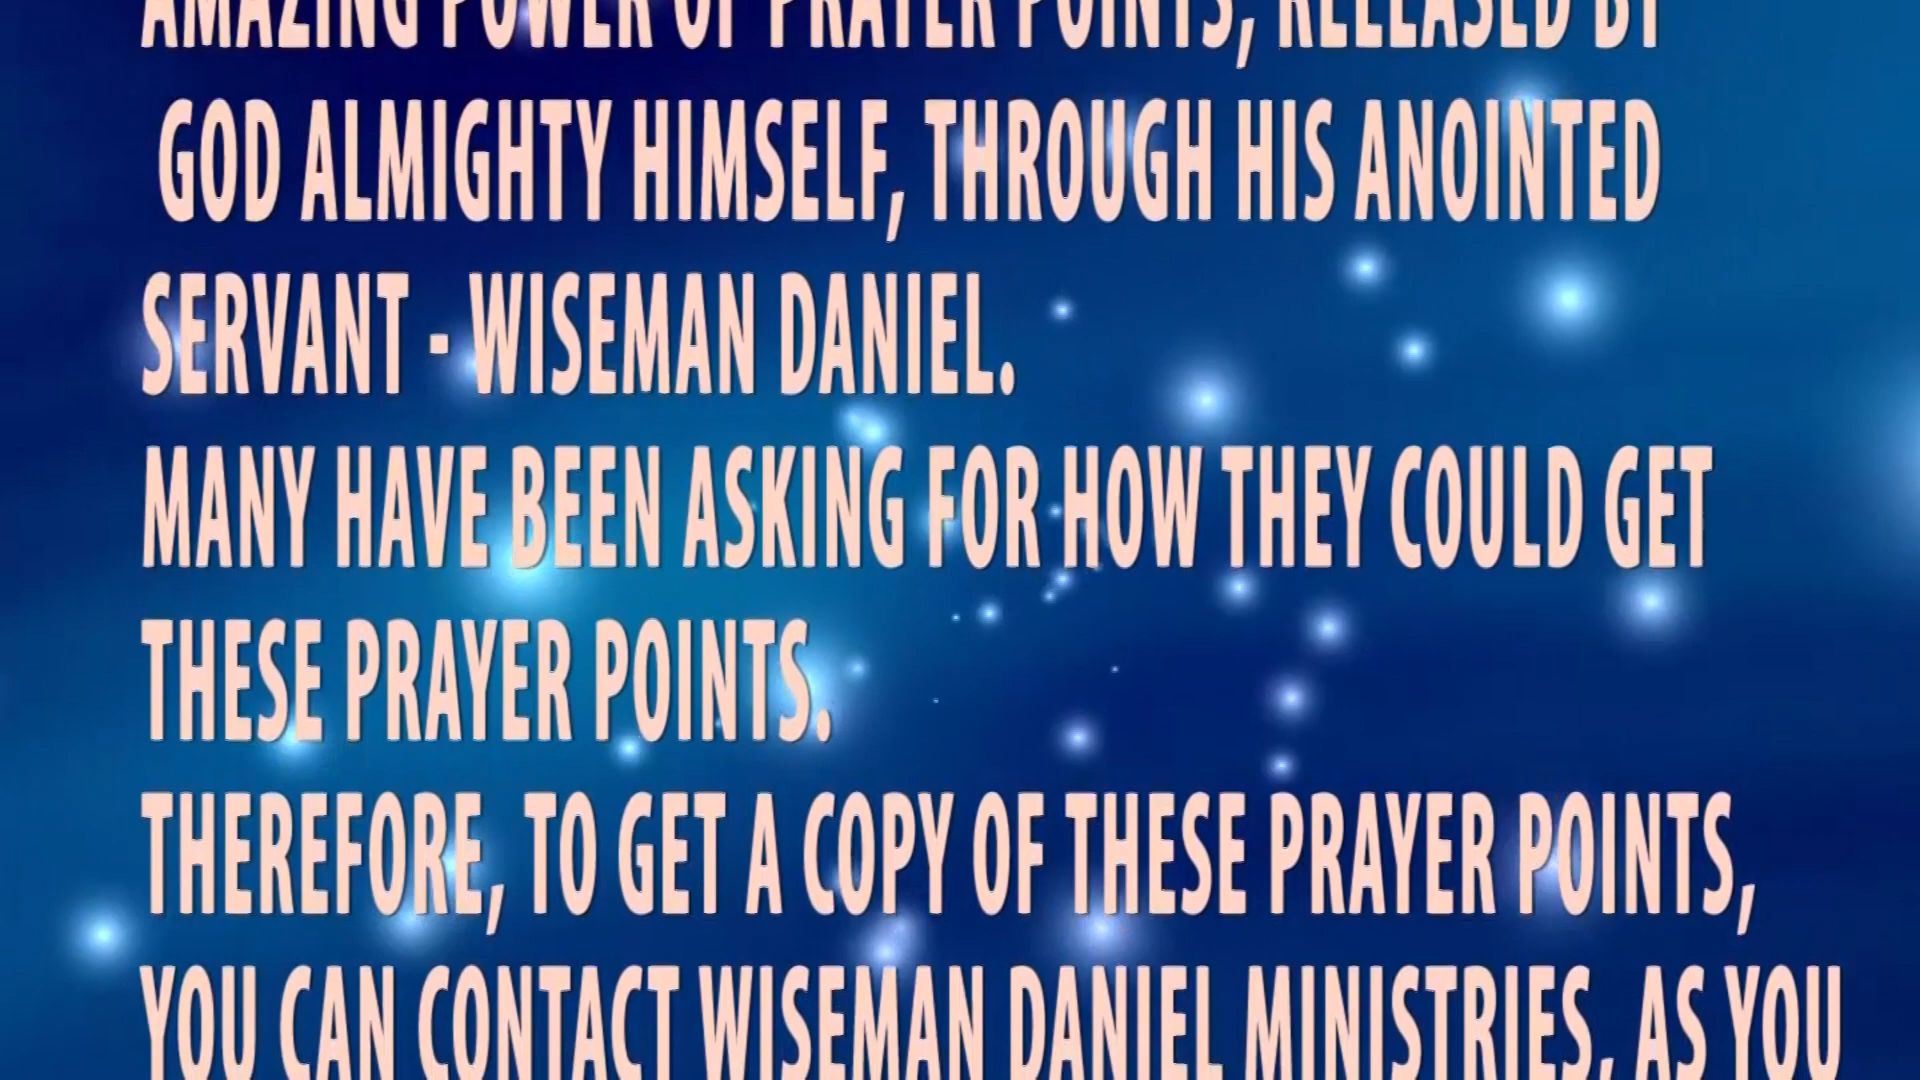 AMAZING POWER OF PRAYER POINTS, RELEASED BY
GOD ALMIGHTY HIMSELF, THROUGH HIS ANOINTED
SERVANT - WISEMAN DANIEL.
MANY HAVE BEEN ASKING FOR HOW THEY COULD GET
THESE PRAYER POINTS.
THEREFORE, TO GET A COPY OF THESE PRAYER POINTS,
YOU CAN CONTACT WISEMAN DANIEL MINISTRIES, AS YOU